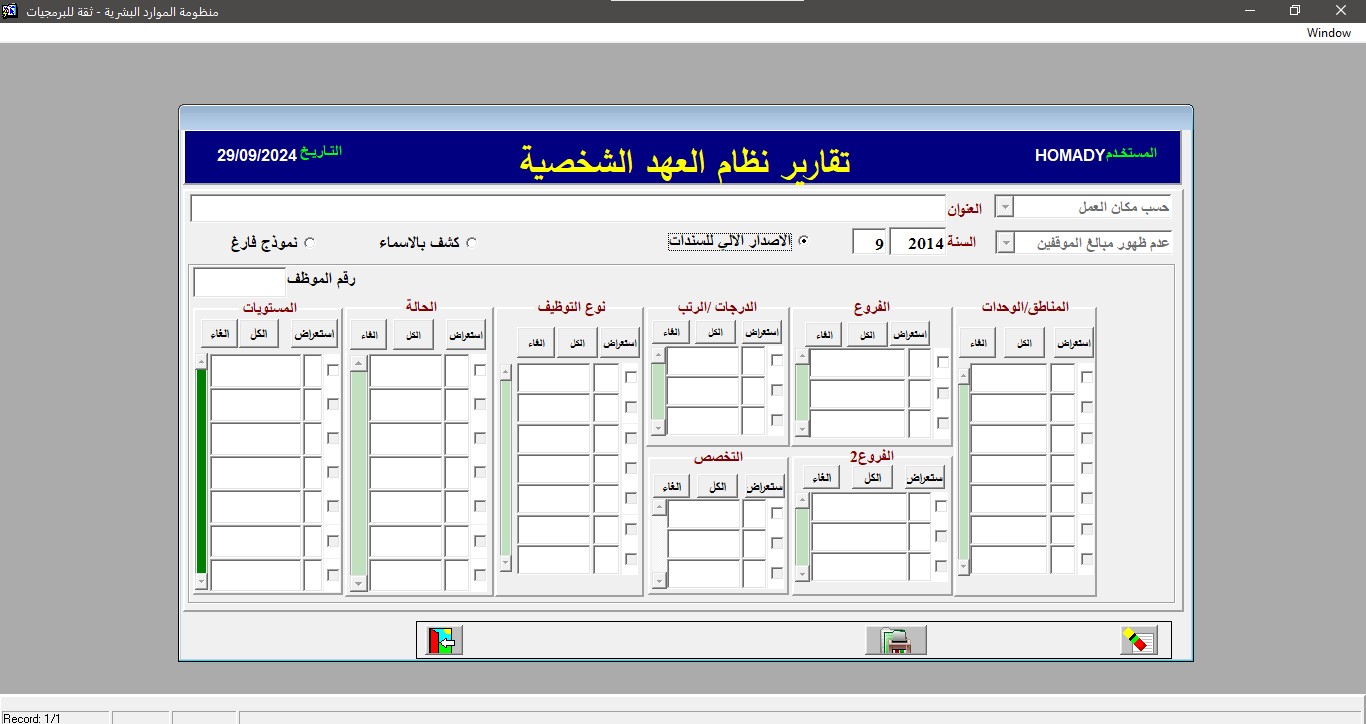 منظومة الموارد البشرية - ثقة للبرمجيات
Window
المستخدم HOMADY
تقارير نظام العهد الشخصية
التاريخ 29/09/2024
حسب مكان العمل
العنوان
عدم ظهور مبالغ الموقفين
السنة 2014 9
الاصدار الالي للسندات
كشف بالاسماء
نموذج فارغ
رقم الموظف
المناطق/الوحدات
استعراض الكل الغاء
الفروع
استعراض الكل الغاء
الدرجات /الرتب
استعراض الكل الغاء
نوع التوظيف
استعراض الكل الغاء
الحالة
استعراض الكل الغاء
المستويات
استعراض الكل الغاء
الفروع2
استعراض الكل الغاء
التخصص
استعراض الكل الغاء
Record: 1/1